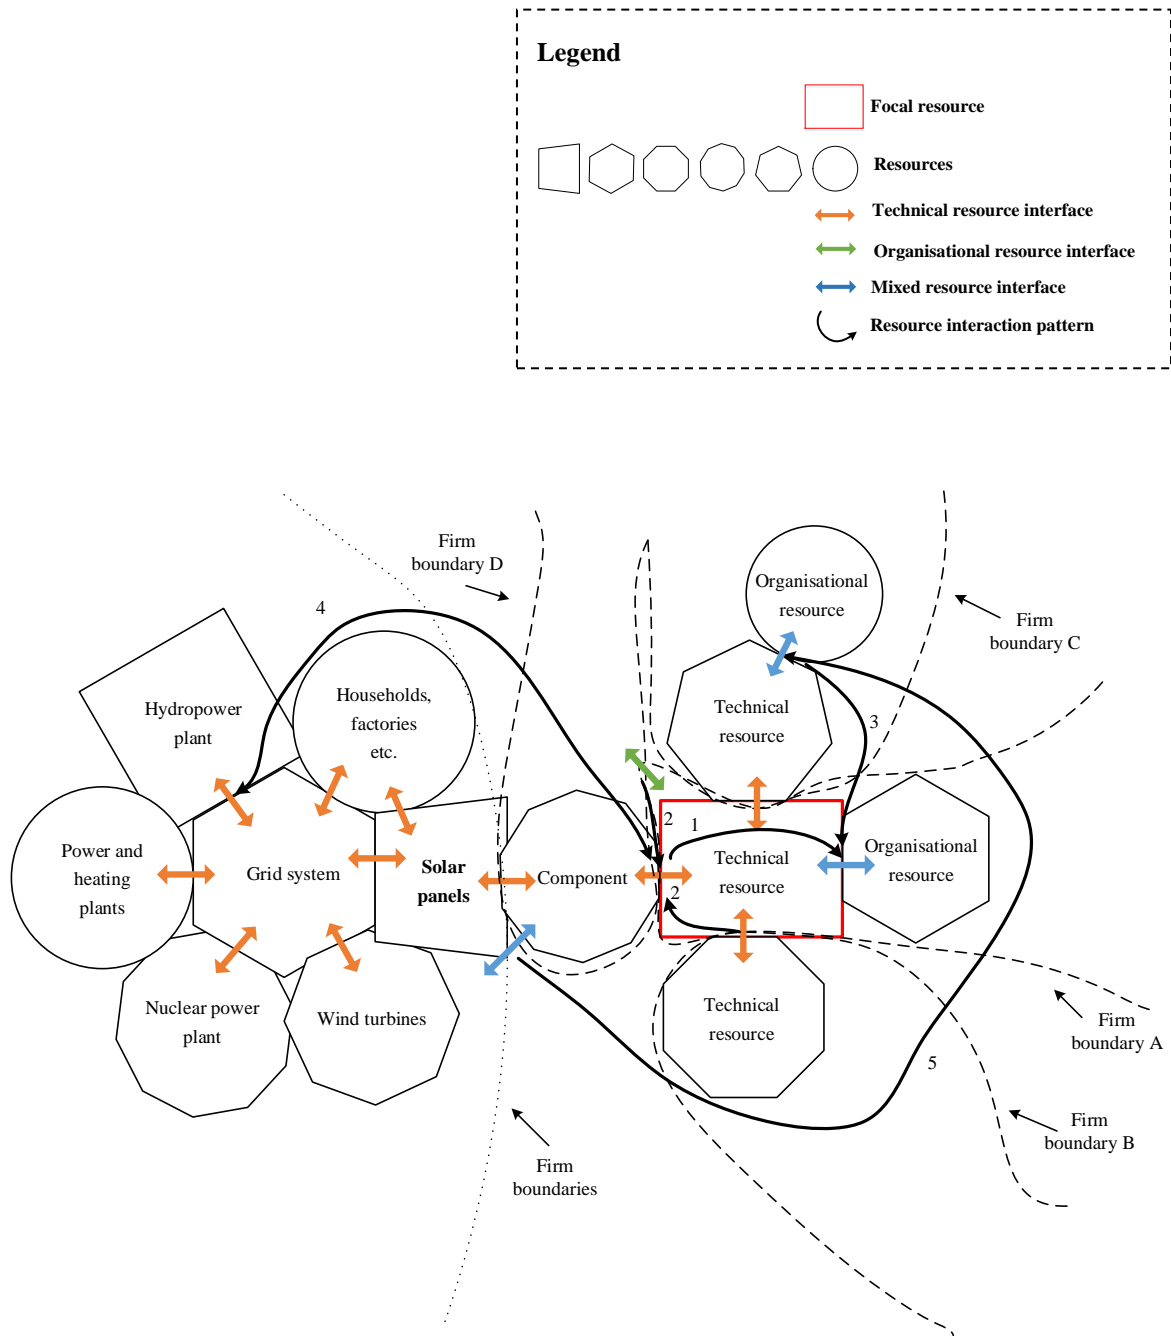 Legend
Focal resource
Resources
Technical resource interface
Organisational resource interface
Mixed resource interface
Resource interaction pattern
Firm
boundary D
Organisational
resource
Firm
boundary C
4
Households,
factories
etc.
Hydropower
plant
Technical
resource
3
2
1
Power and
heating
plants
Grid system
Solar
panels
Component
Technical
resource
Organisational
resource
2
Nuclear power
plant
Wind turbines
Technical
resource
Firm
boundary A
5
Firm
boundary B
Firm
boundaries